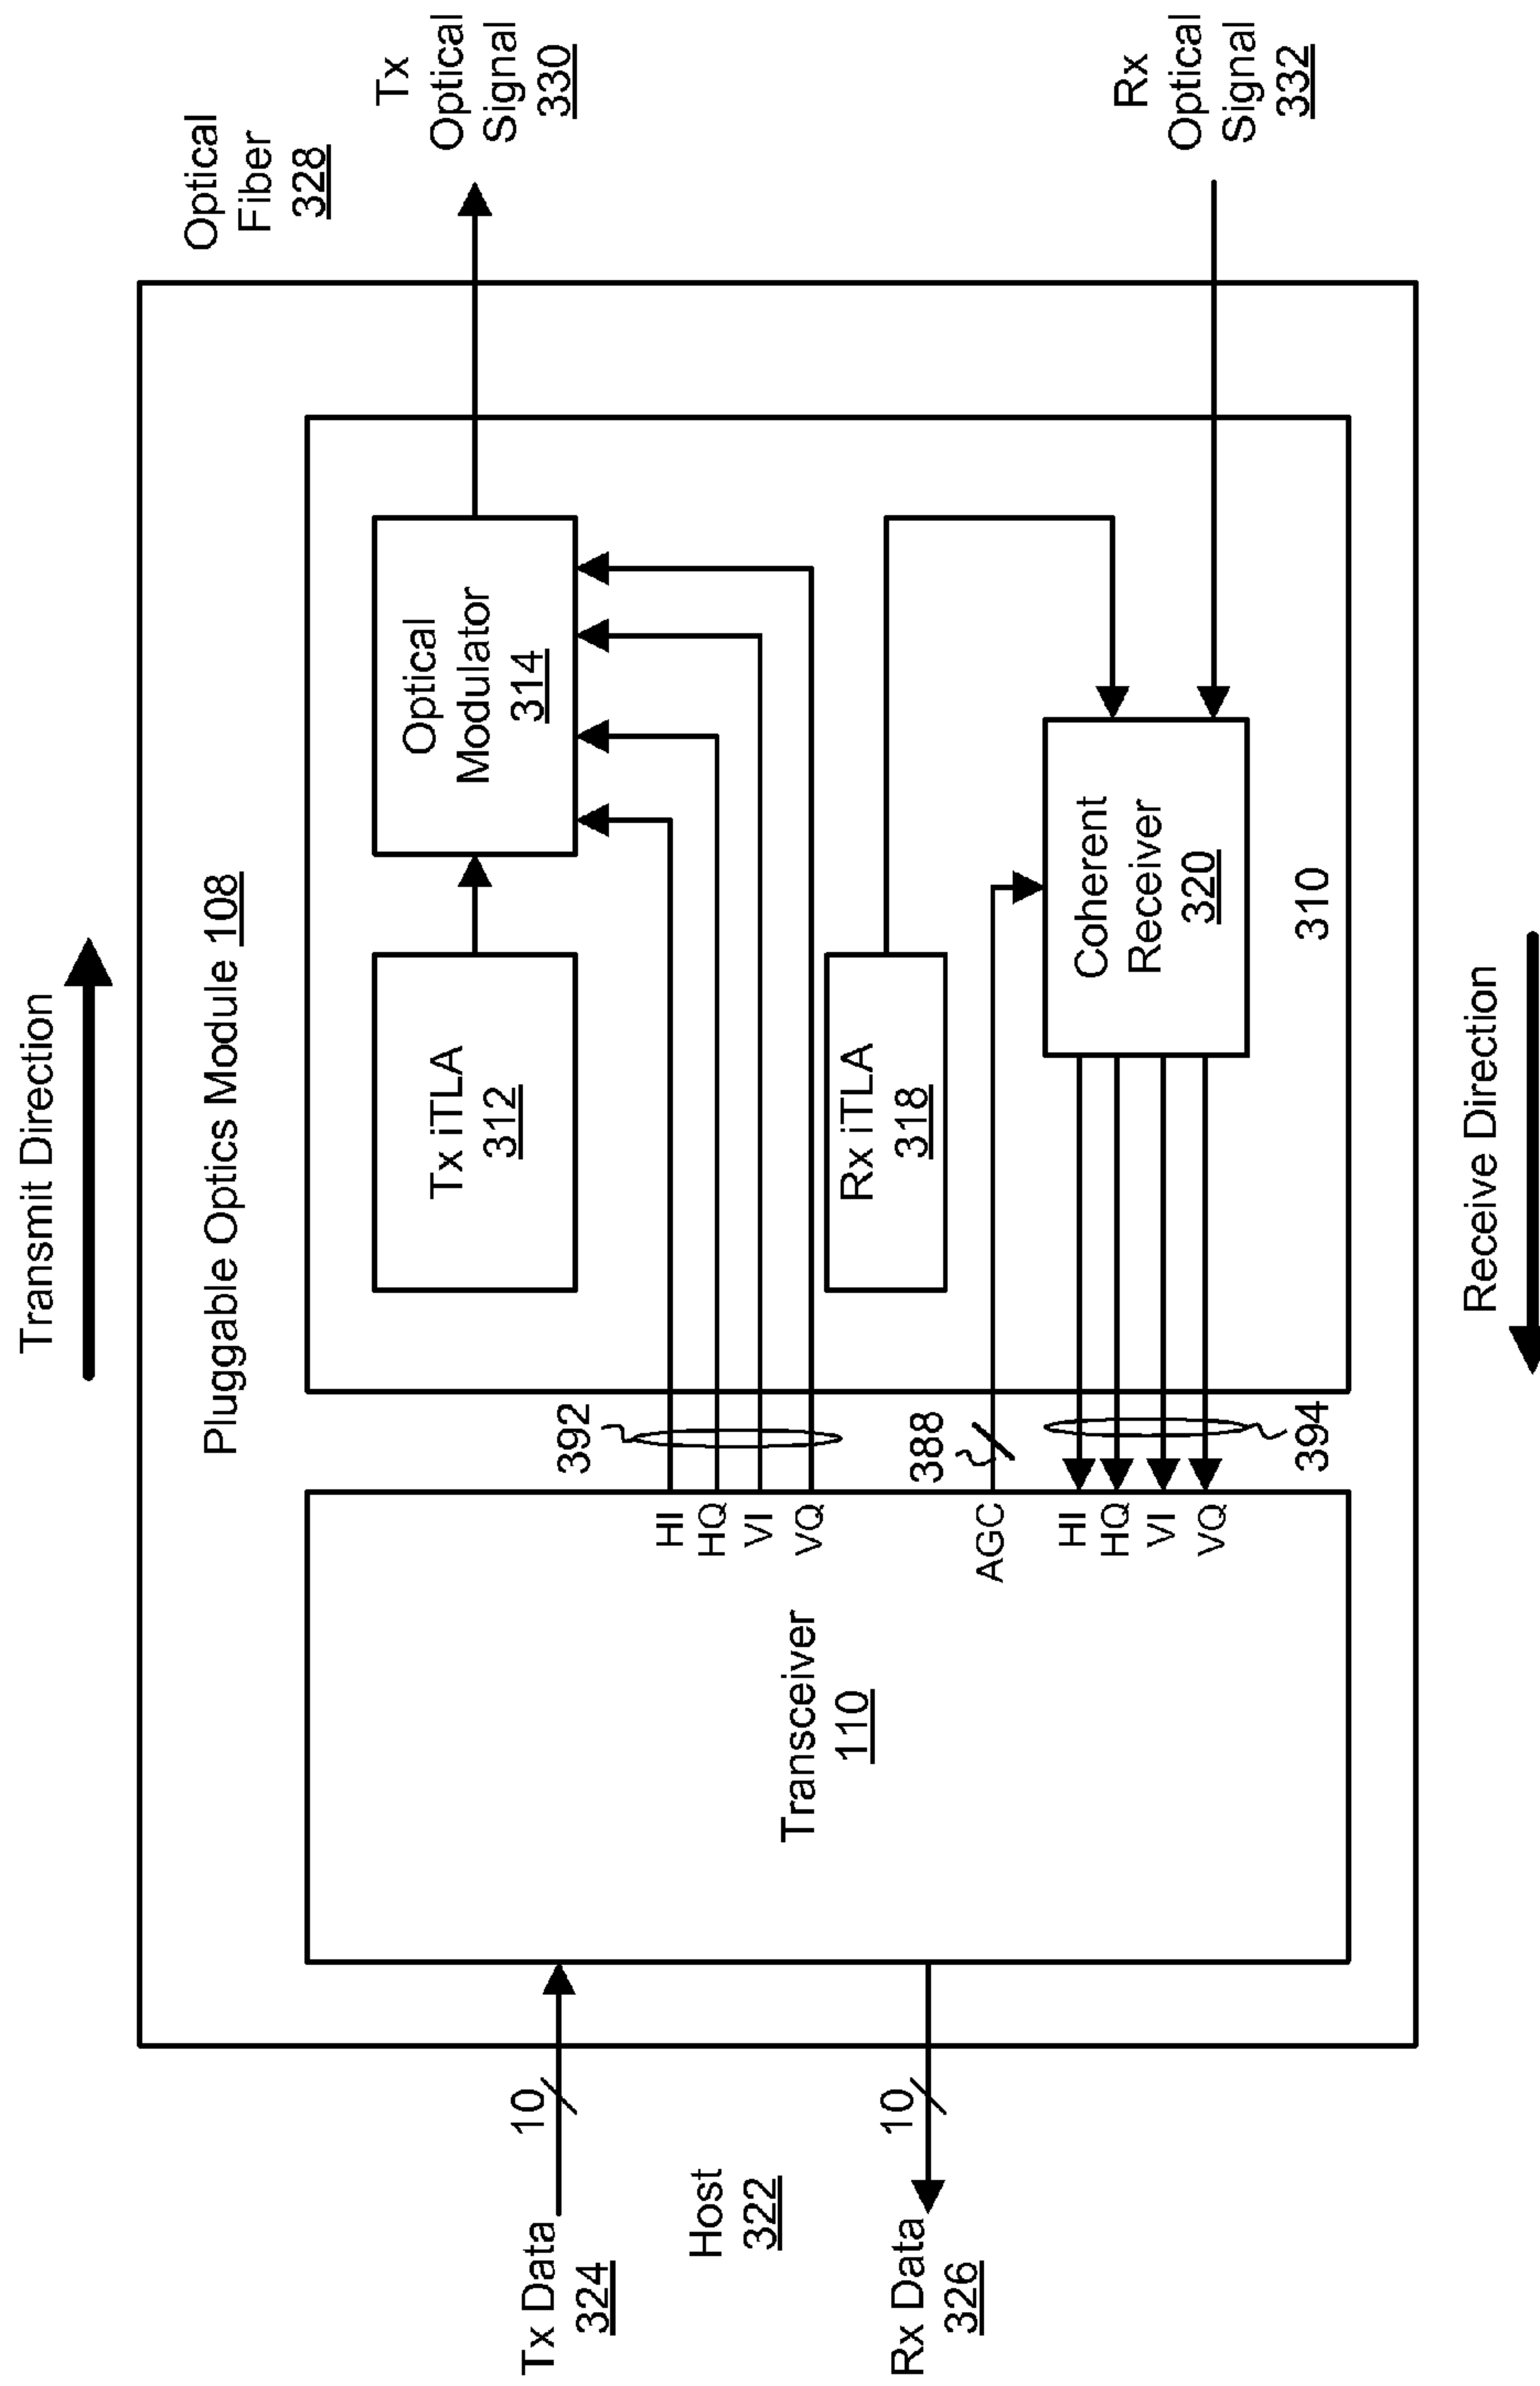 Transmit Direction
Optical
Fiber
328
Pluggable Optics Module 108
Tx
Optical
Signal
330
Tx Data
324
10
Host
322
10
Rx Data
326
Transceiver
110
HI
HQ
VI
VQ
AGC
HI
HQ
VI
VQ
392
388
394
Tx iTLA
312
Optical
Modulator
314
Rx iTLA
318
Coherent
Receiver
320
310
Rx
Optical
Signal
332
Receive Direction